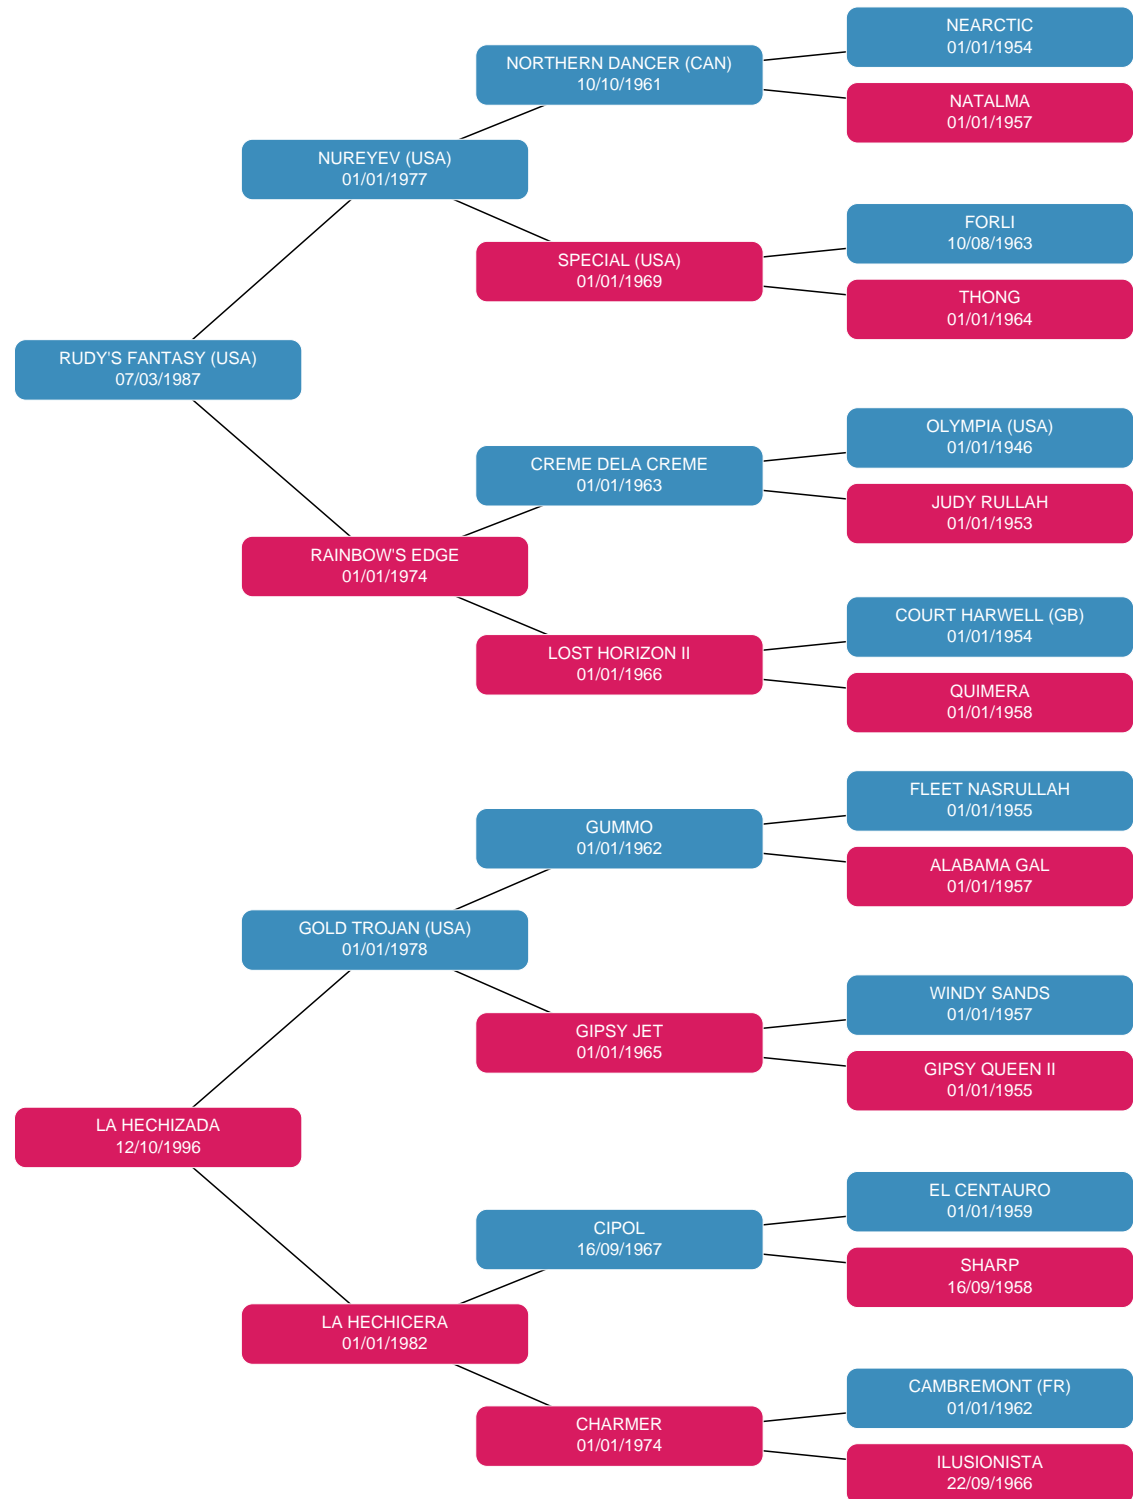 NEARCTIC
01/01/1954
NORTHERN DANCER (CAN)
10/10/1961
NATALMA
01/01/1957
NUREYEV (USA)
01/01/1977
FORLI
10/08/1963
SPECIAL (USA)
01/01/1969
THONG
01/01/1964
RUDY'S FANTASY (USA)
07/03/1987
OLYMPIA (USA)
01/01/1946
CREME DELA CREME
01/01/1963
JUDY RULLAH
01/01/1953
RAINBOW'S EDGE
01/01/1974
COURT HARWELL (GB)
01/01/1954
LOST HORIZON II
01/01/1966
QUIMERA
01/01/1958
FLEET NASRULLAH
01/01/1955
GUMMO
01/01/1962
ALABAMA GAL
01/01/1957
GOLD TROJAN (USA)
01/01/1978
WINDY SANDS
01/01/1957
GIPSY JET
01/01/1965
GIPSY QUEEN II
01/01/1955
LA HECHIZADA
12/10/1996
EL CENTAURO
01/01/1959
CIPOL
16/09/1967
SHARP
16/09/1958
LA HECHICERA
01/01/1982
CAMBREMONT (FR)
01/01/1962
CHARMER
01/01/1974
ILUSIONISTA
22/09/1966